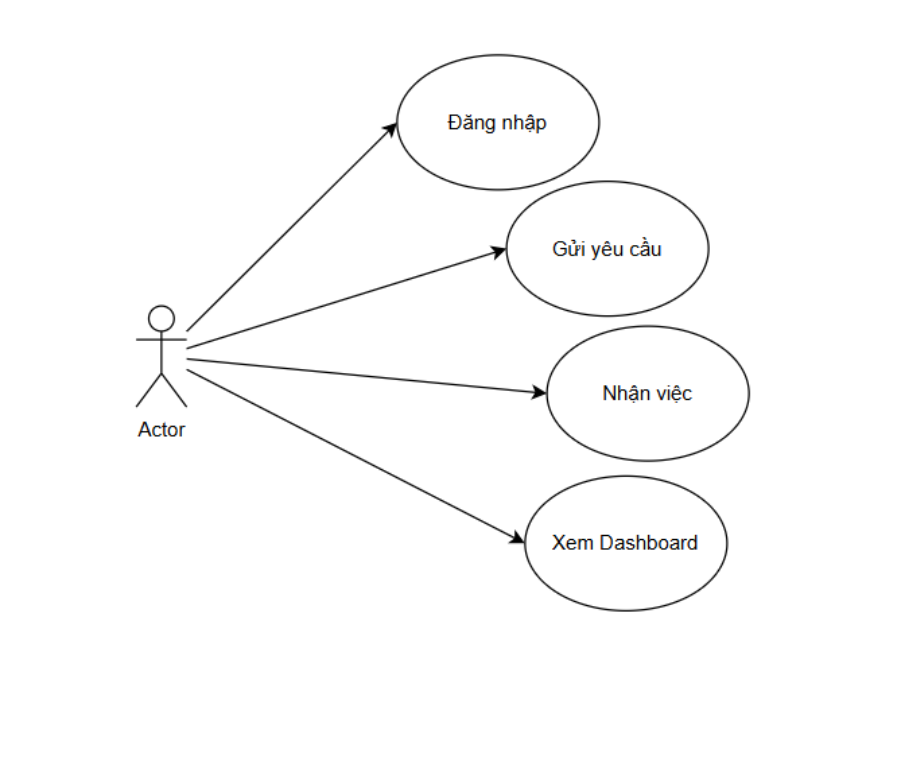 Đăng nhập
Gửi yêu cầu
Nhận việc
Actor
Xem Dashboard